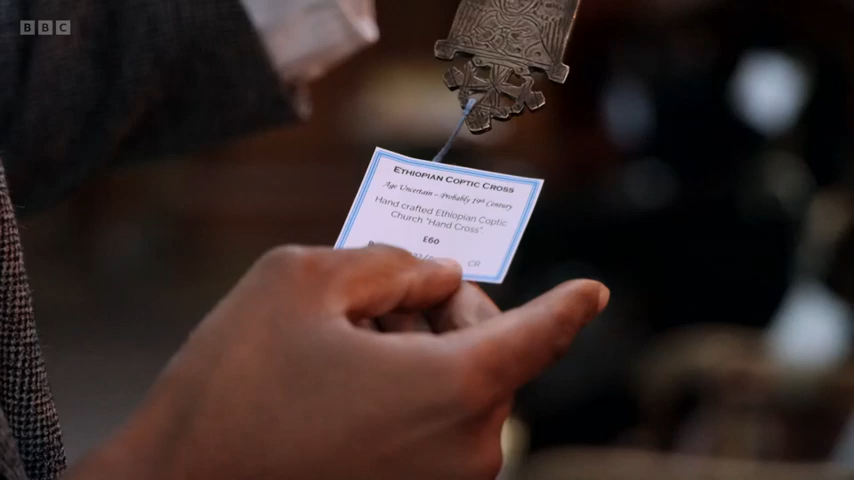 BBC
ETHIOPIAN COPTIC CROSS
Age Uncertain – Probably 19th Century
Hand crafted Ethiopian Coptic
Church "Hand Cross".
£60
CR